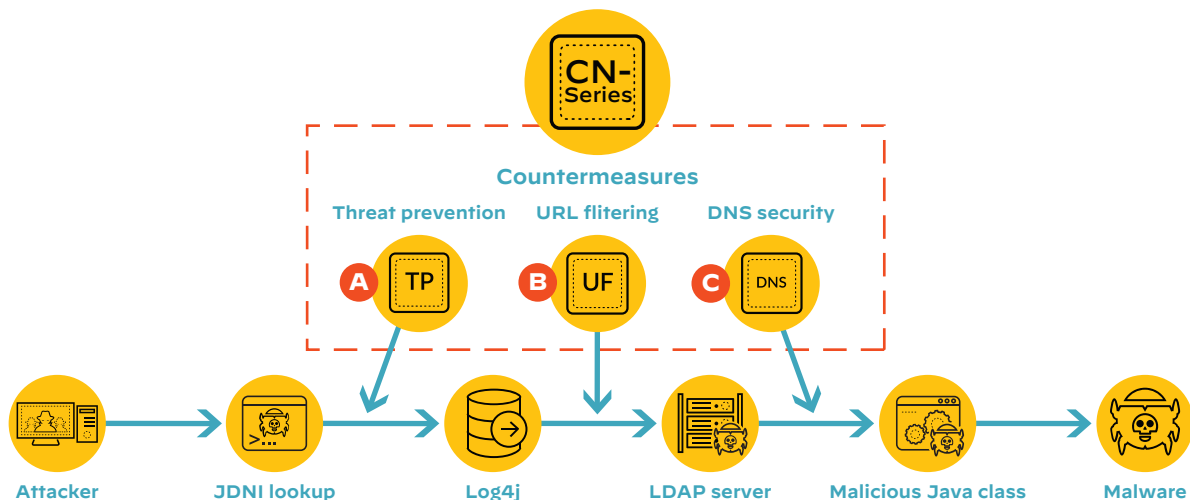 CN-
Series
Countermeasures
Threat prevention
URL flitering
DNS security
A
TP
B
UF
C
DNS
>_...
Attacker
JDNI lookup
Log4j
LDAP server
Malicious Java class
Malware